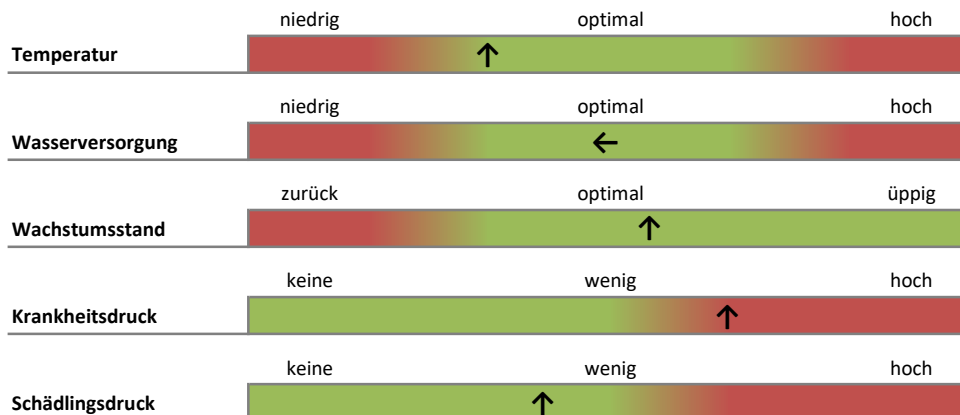 niedrig optimal hoch
Temperatur
niedrig optimal hoch
Wasserversorgung
zurück optimal üppig
Wachstumsstand
keine wenig hoch
Krankheitsdruck
keine wenig hoch
Schädlingsdruck